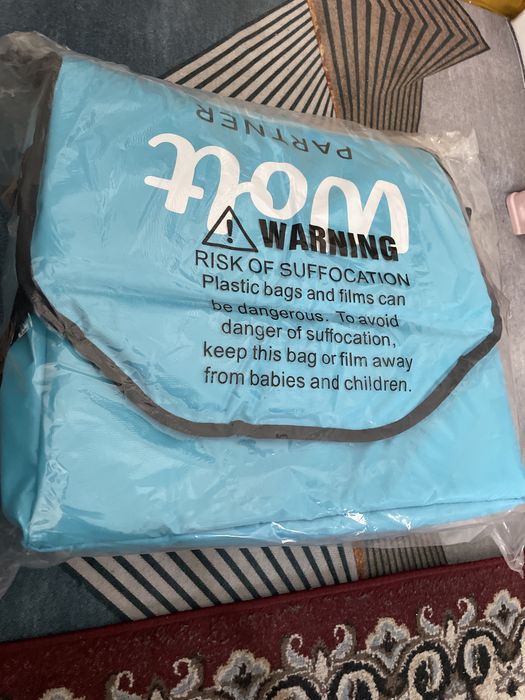 PARTNER
Wolt
WARNING
RISK OF SUFFOCATION
Plastic bags and films can
be dangerous. To avoid
danger of suffocation,
keep this bag or film away
from babies and children.